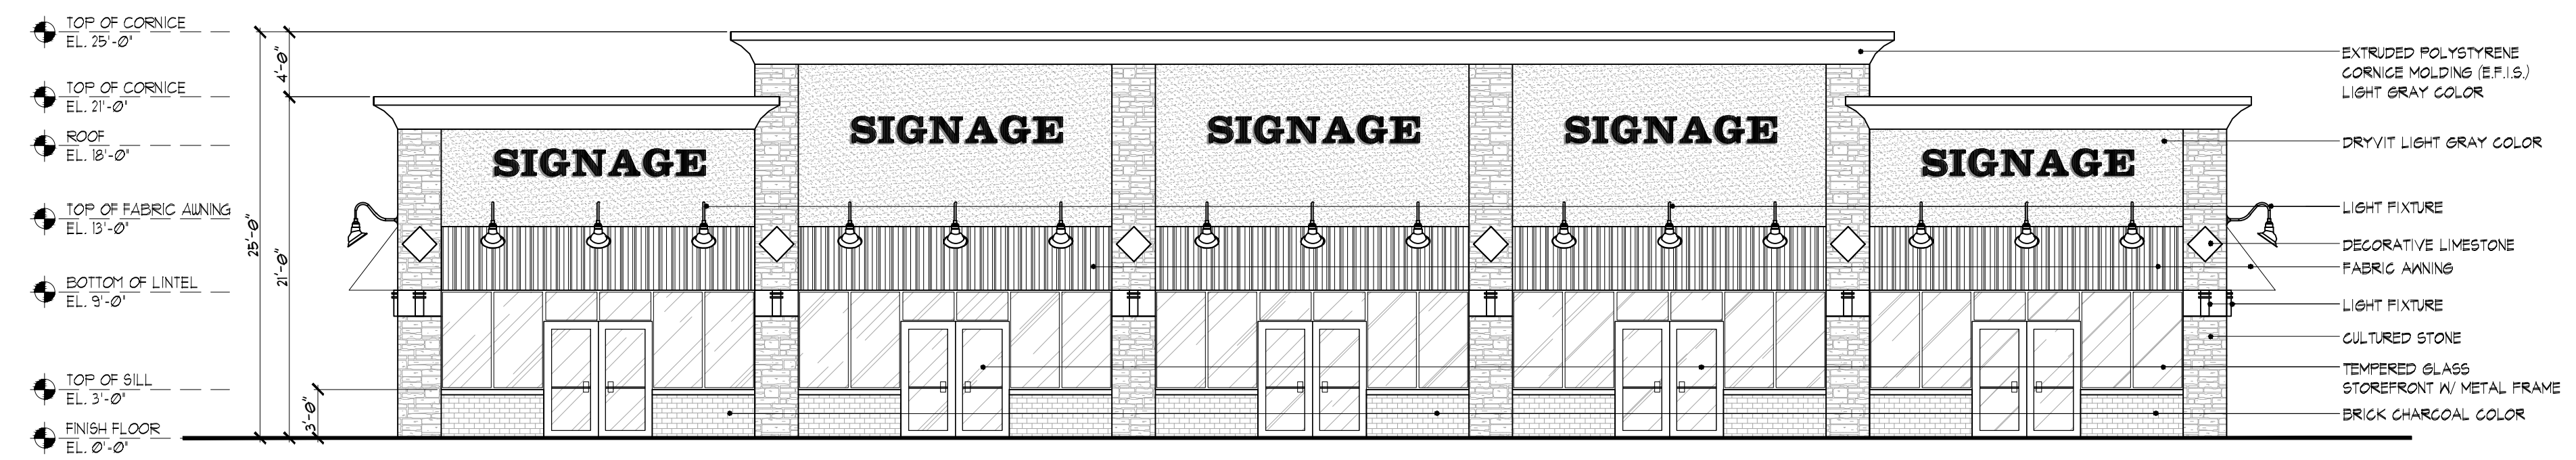 TOP OF CORNICE
EL. 25'-0"
TOP OF CORNICE
EL. 21'-0"
ROOF
EL. 18'-0"
TOP OF FABRIC AWNING
EL. 13'-0"
BOTTOM OF LINTEL
EL. 9'-0"
TOP OF SILL
EL. 3'-0"
FINISH FLOOR
EL. 0'-0"
25'-0"
4'-0"
21'-0"
3'-0"
SIGNAGE
SIGNAGE
SIGNAGE
SIGNAGE
SIGNAGE
EXTRUDED POLYSTYRENE
CORNICE MOLDING (E.F.I.S.)
LIGHT GRAY COLOR
DRYVIT LIGHT GRAY COLOR
LIGHT FIXTURE
DECORATIVE LIMESTONE
FABRIC AWNING
LIGHT FIXTURE
CULTURED STONE
TEMPERED GLASS
STOREFRONT W/ METAL FRAME
BRICK CHARCOAL COLOR